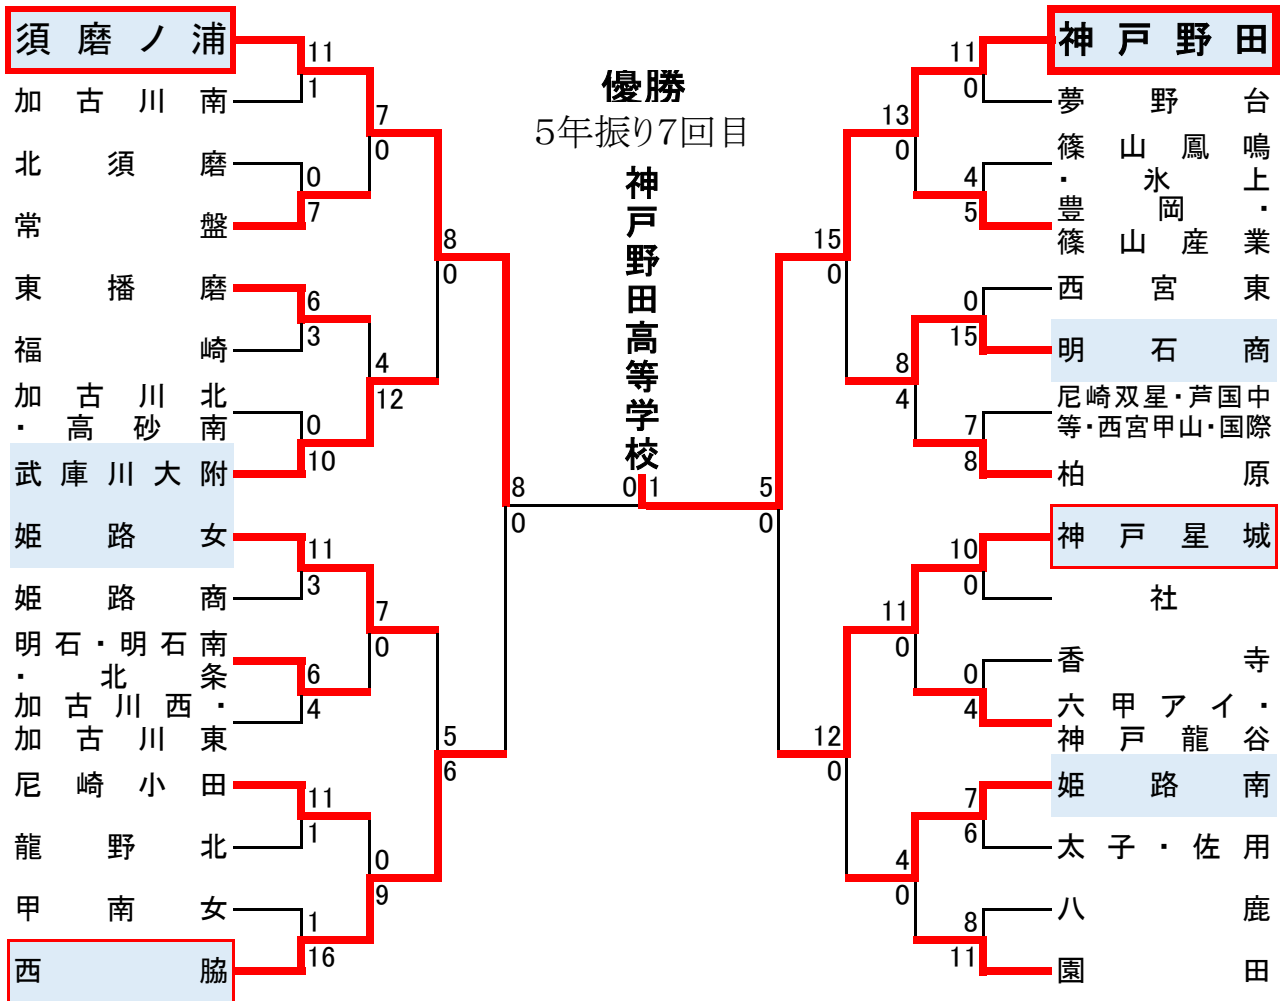 須磨ノ浦
加古川南
北須磨
常盤
東播磨
福崎
加古川北
・高砂南
武庫川大附
姫路女
姫路商
明石・明石南
・北条
加古川西・
加古川東
尼崎小田
龍野北
甲南女
西脇
11
1
0
7
6
3
0
10
11
3
6
4
11
1
1
16
7
0
4
12
7
0
0
9
8
0
5
6
8
0
優勝
5年振り7回目
神戸野田高等学校
0
1
5
0
15
0
12
0
13
0
8
4
11
0
4
0
11
0
4
5
0
15
7
8
10
0
0
4
7
6
8
11
神戸野田
夢野台
篠山鳳鳴
・氷上
豊岡・
篠山産業
西宮東
明石商
尼崎双星・芦国中
等・西宮甲山・国際
柏原
神戸星城
社
香寺
六甲アイ・
神戸龍谷
姫路南
太子・佐用
八鹿
園田